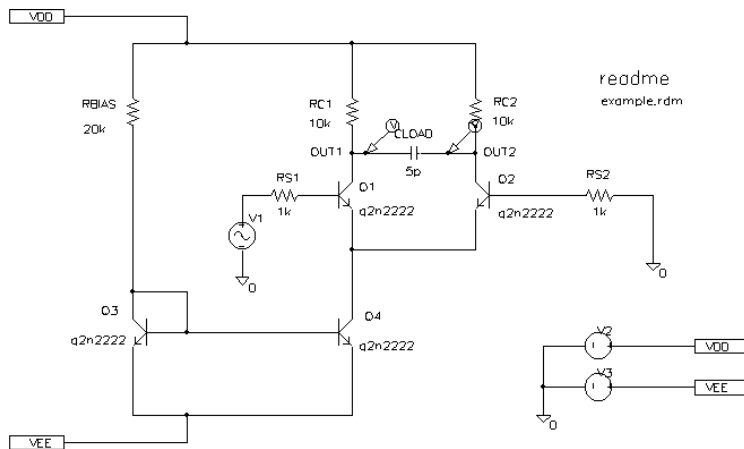 VDD
RBIAS
20k
RC1
10k
RC2
10k
readme
example.rdm
V
V
CLOAD
OUT1
OUT2
5p
RS1
1k
Q1
q2n2222
Q2
q2n2222
RS2
1k
V1
0
0
Q3
q2n2222
Q4
q2n2222
V2
VDD
V3
VEE
0
VEE